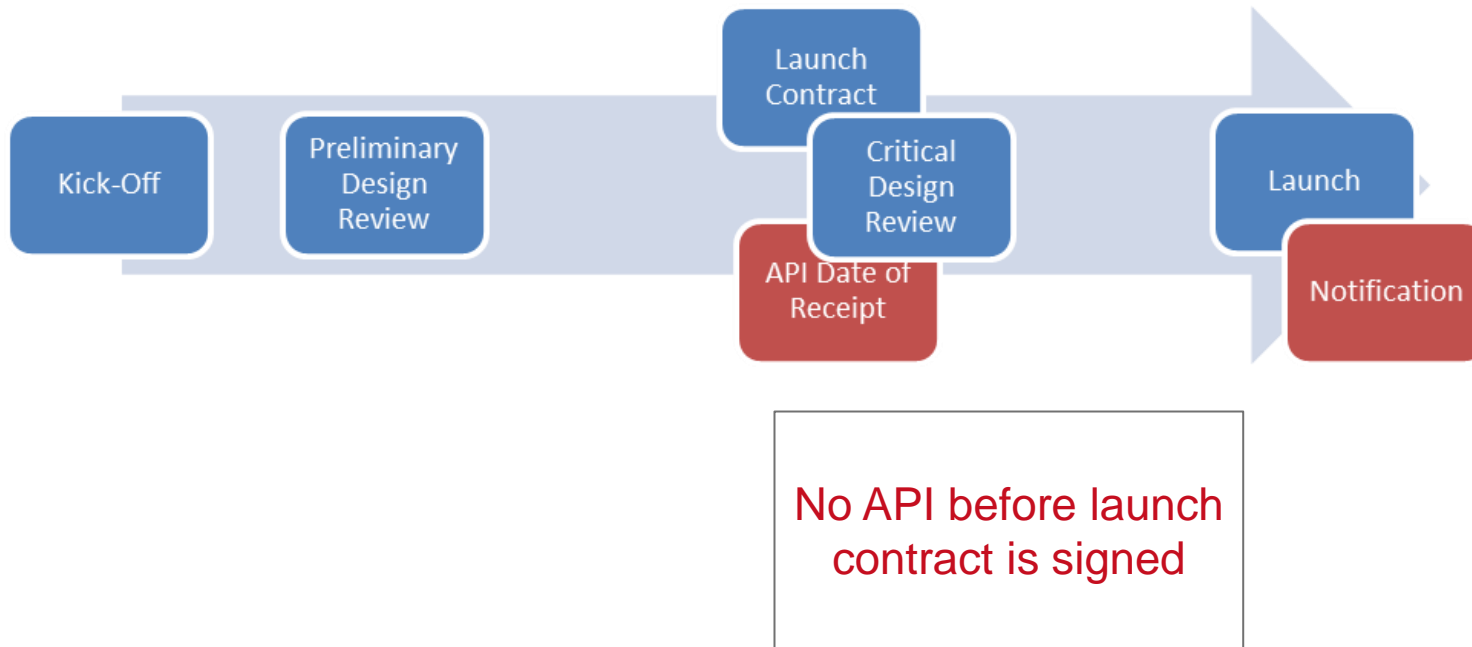 Kick-Off
Preliminary
Design
Review
Launch
Contract
Critical
Design
Review
API Date of
Receipt
Launch
Notification
No API before launch
contract is signed